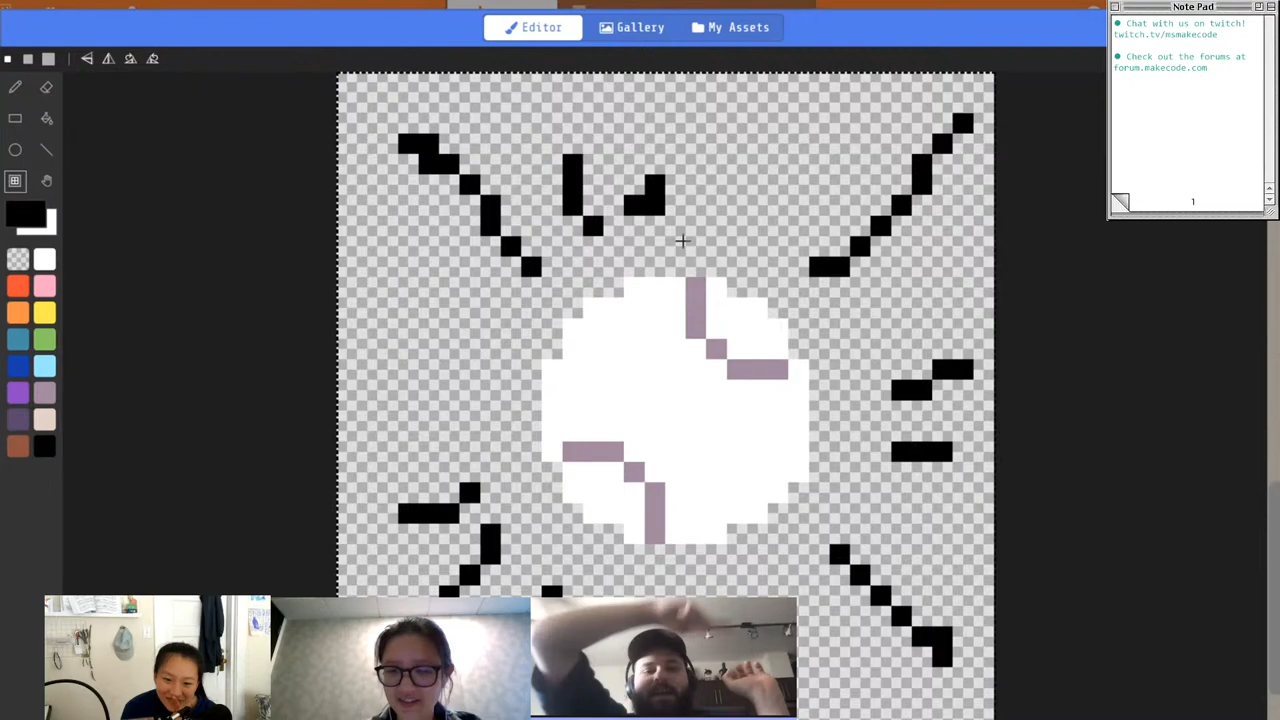 Editor
Gallery
My Assets
Note Pad
Chat with us on twitch!
twitch.tv/msmakecode
Check out the forums at
forum.makecode.com
1